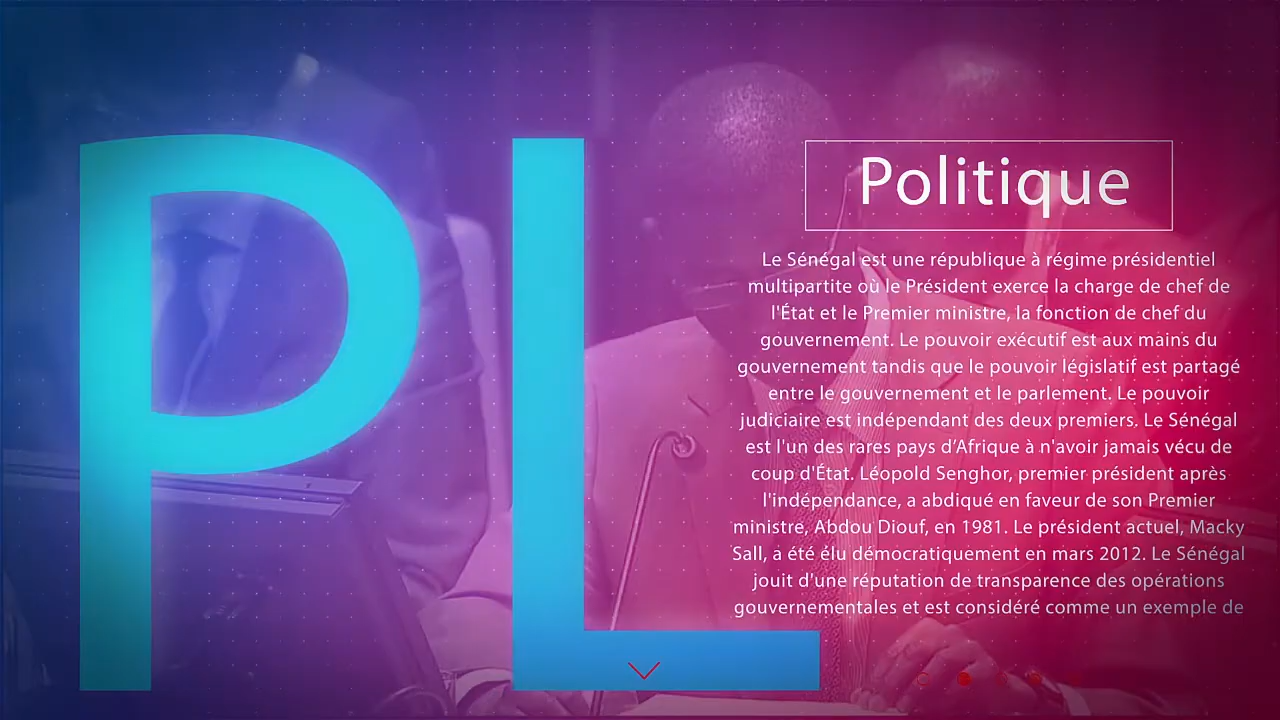 PL
Politique
Le Sénégal est une république à régime présidentiel
multipartite où le Président exerce la charge de chef de
l'État et le Premier ministre, la fonction de chef du
gouvernement. Le pouvoir exécutif est aux mains du
gouvernement tandis que le pouvoir législatif est partagé
entre le gouvernement et le parlement. Le pouvoir
judiciaire est indépendant des deux premiers. Le Sénégal
est l'un des rares pays d’Afrique à n'avoir jamais vécu de
coup d'État. Léopold Senghor, premier président après
l'indépendance, a abdiqué en faveur de son Premier
ministre, Abdou Diouf, en 1981. Le président actuel, Macky
Sall, a été élu démocratiquement en mars 2012. Le Sénégal
jouit d'une réputation de transparence des opérations
gouvernementales et est considéré comme un exemple de